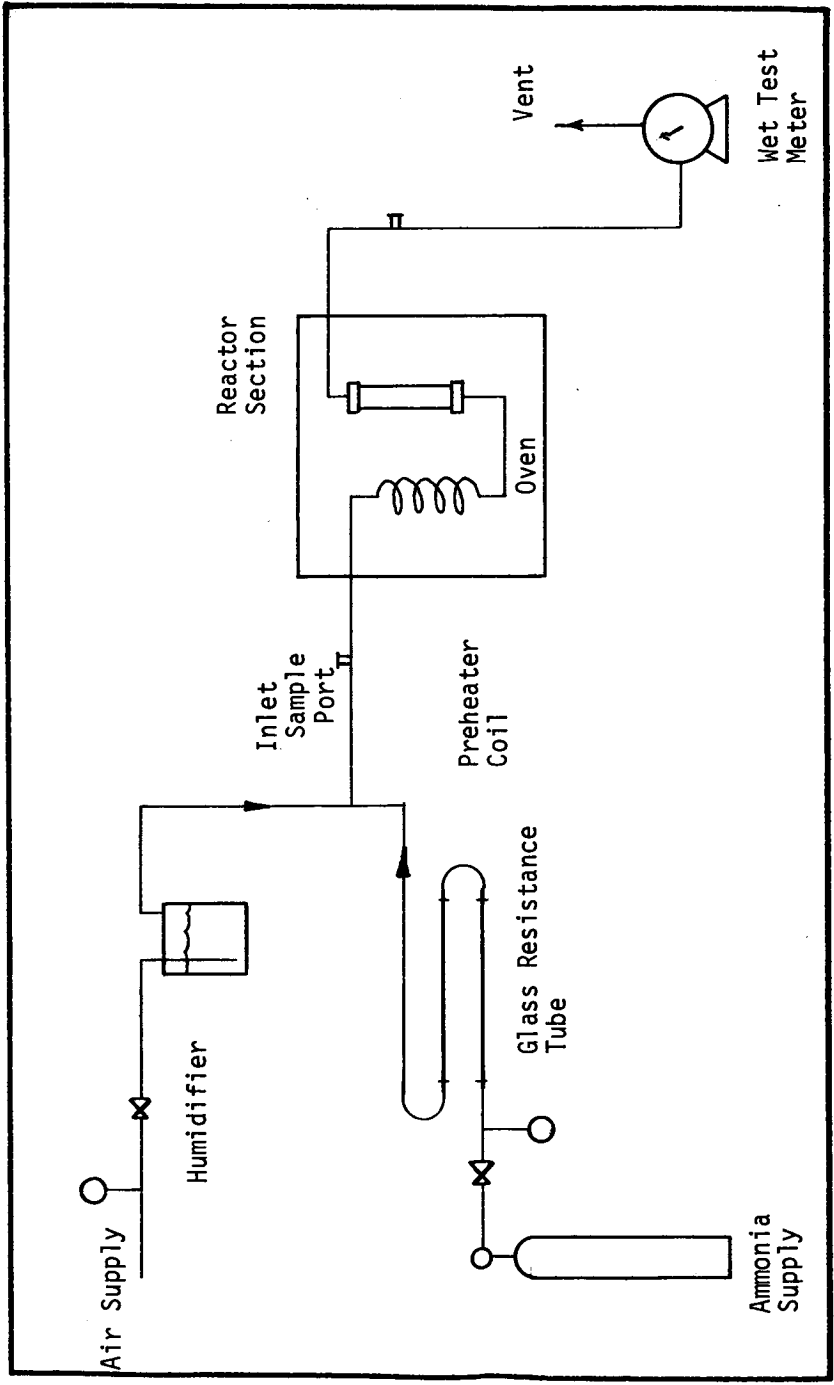 Air Supply
Humidifier
Ammonia
Supply
Glass Resistance
Tube
Inlet
Sample
Port
Preheater
Coil
Reactor
Section
Oven
Vent
Wet Test
Meter